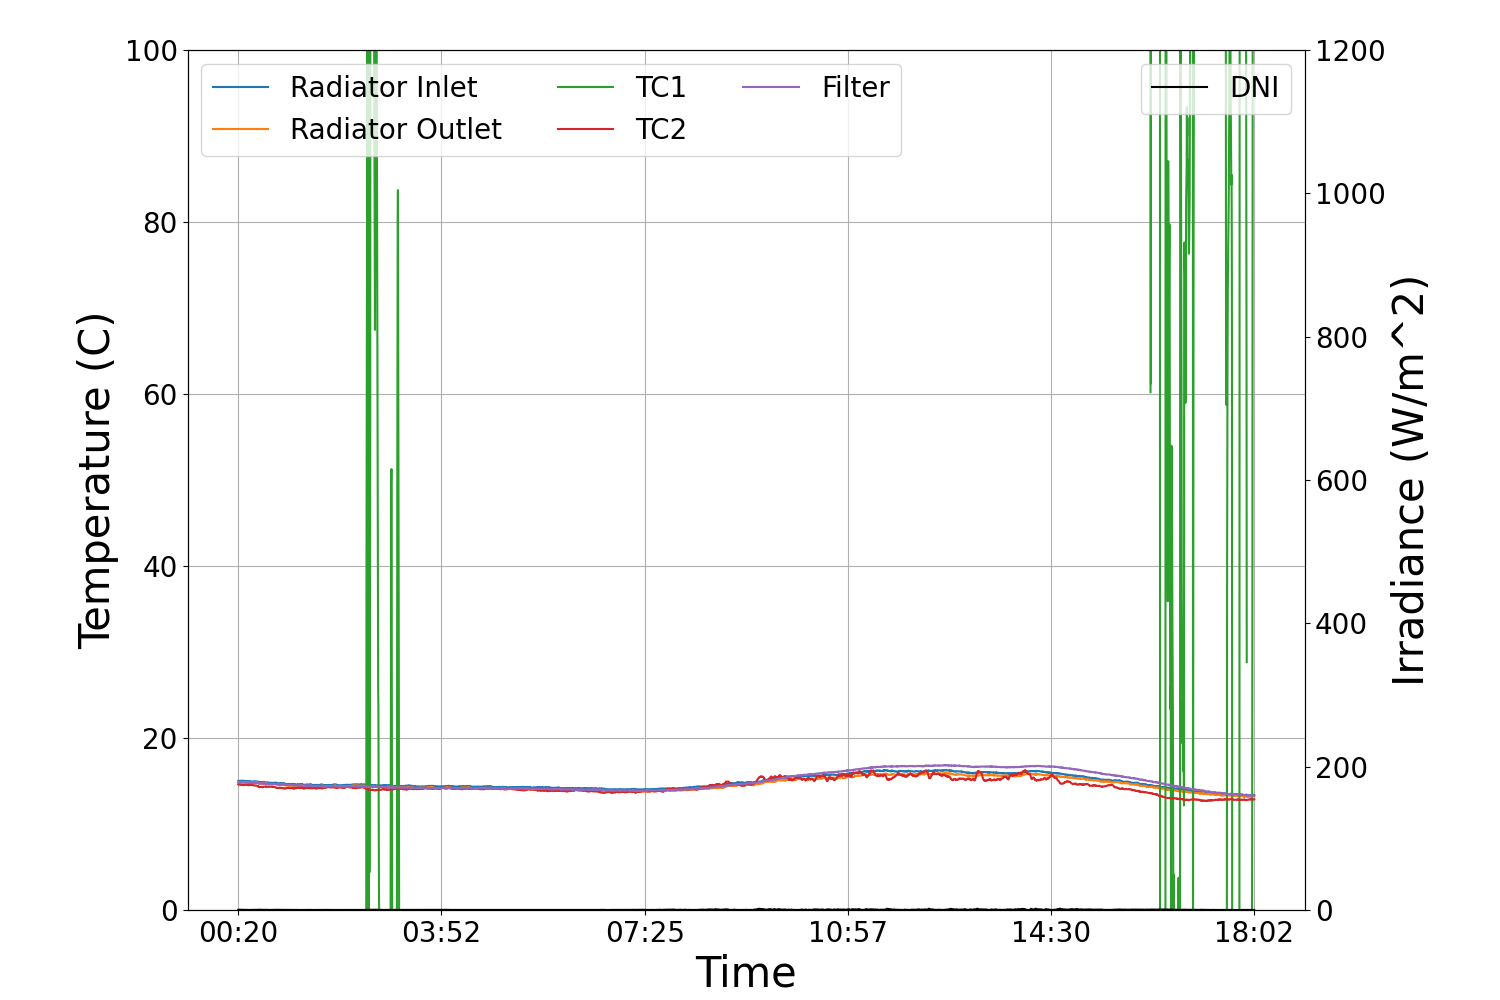 100
80
60
40
20
0
Temperature (C)
Radiator Inlet
Radiator Outlet
TC1
TC2
Filter
DNI
1200
1000
800
600
400
200
0
Irradiance (W/m^2)
00:20 03:52 07:25 10:57 14:30 18:02
Time